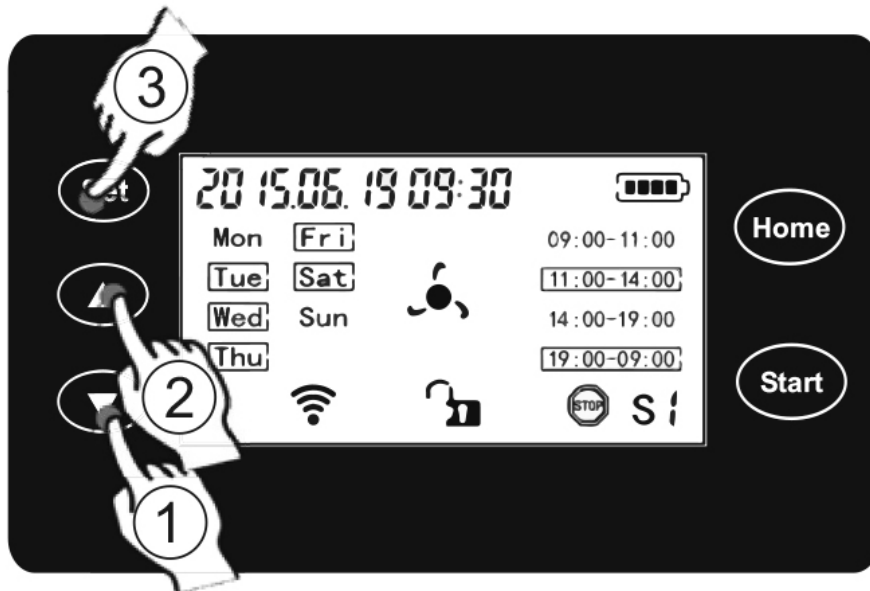 3
Set
2015.06.19 09:30
Home
Mon Fri 09:00-11:00
Tue Sat 11:00-14:00
Wed Sun 14:00-19:00
Thu 19:00-09:00
2
STOP S1
Start
1